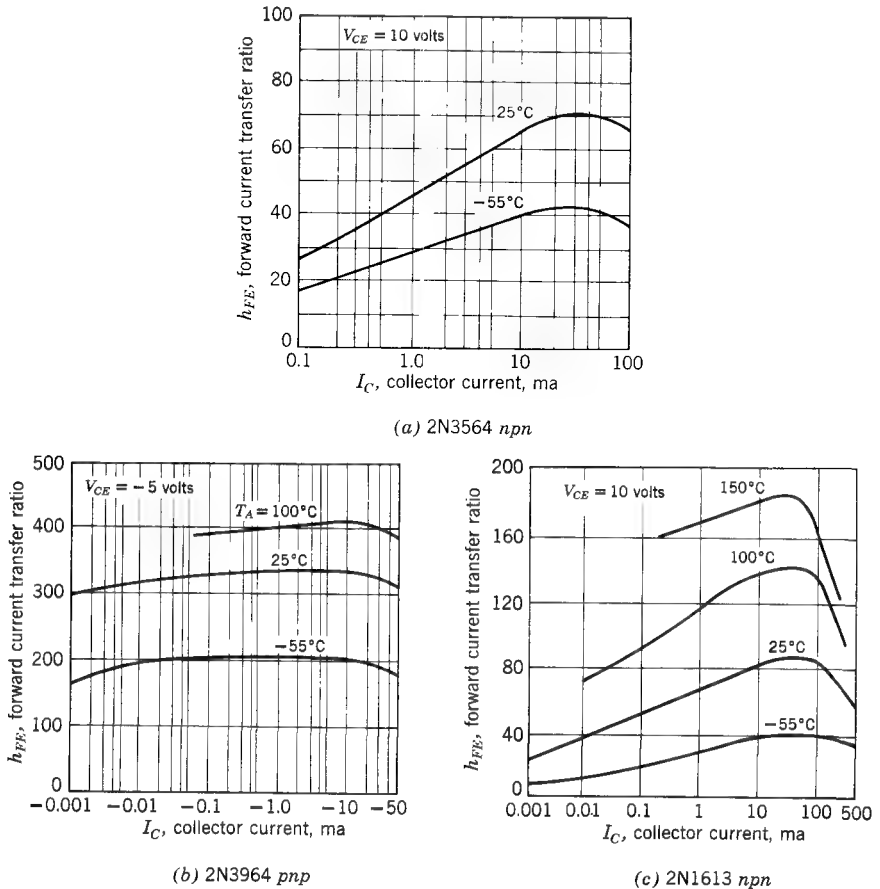 100
80
60
40
20
0
h_FE, forward current transfer ratio
V_CE = 10 volts
25°C
−55°C
0.1 1.0 10 100
I_C, collector current, ma
(a) 2N3564 npn
500
400
300
200
100
0
h_FE, forward current transfer ratio
V_CE = −5 volts
T_A = 100°C
25°C
−55°C
−0.001 −0.01 −0.1 −1.0 −10 −50
I_C, collector current, ma
(b) 2N3964 pnp
200
160
120
80
40
0
h_FE, forward current transfer ratio
V_CE = 10 volts
150°C
100°C
25°C
−55°C
0.001 0.01 0.1 1 10 100 500
I_C, collector current, ma
(c) 2N1613 npn